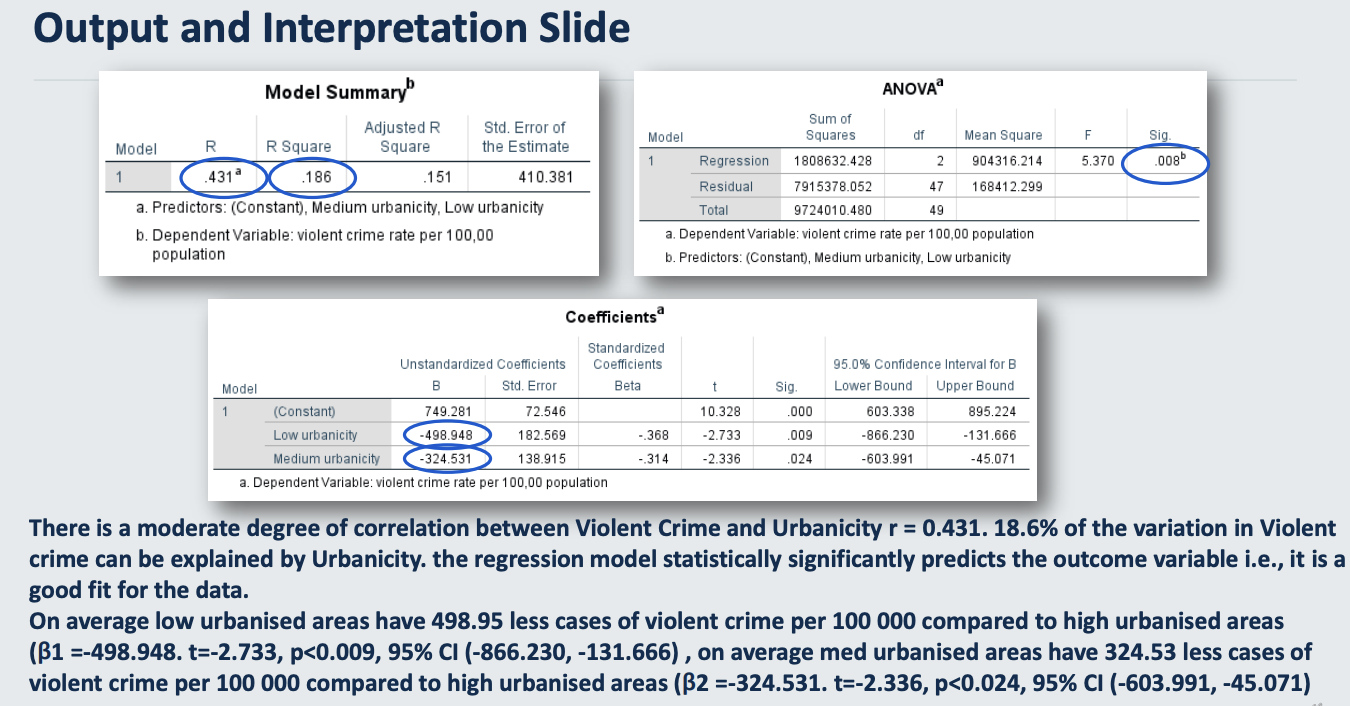 Output and Interpretation Slide
Model Summaryb
Model R R Square Adjusted R Square Std. Error of the Estimate
1 .431a .186 .151 410.381
a. Predictors: (Constant), Medium urbanicity, Low urbanicity
b. Dependent Variable: violent crime rate per 100,00
population
ANOVAa
Model Sum of Squares df Mean Square F Sig.
1 Regression 1808632.428 2 904316.214 5.370 .008b
Residual 7915378.052 47 168412.299
Total 9724010.480 49
a. Dependent Variable: violent crime rate per 100,00 population
b. Predictors: (Constant), Medium urbanicity, Low urbanicity
Coefficientsa
Unstandardized Coefficients Standardized Coefficients 95.0% Confidence Interval for B
Model B Std. Error Beta t Sig. Lower Bound Upper Bound
1 (Constant) 749.281 72.546 10.328 .000 603.338 895.224
Low urbanicity -498.948 182.569 -.368 -2.733 .009 -866.230 -131.666
Medium urbanicity -324.531 138.915 -.314 -2.336 .024 -603.991 -45.071
a. Dependent Variable: violent crime rate per 100,00 population
There is a moderate degree of correlation between Violent Crime and Urbanicity r = 0.431. 18.6% of the variation in Violent
crime can be explained by Urbanicity. the regression model statistically significantly predicts the outcome variable i.e., it is a
good fit for the data.
On average low urbanised areas have 498.95 less cases of violent crime per 100 000 compared to high urbanised areas
(β1 =-498.948. t=-2.733, p<0.009, 95% CI (-866.230, -131.666) , on average med urbanised areas have 324.53 less cases of
violent crime per 100 000 compared to high urbanised areas (β2 =-324.531. t=-2.336, p<0.024, 95% CI (-603.991, -45.071)